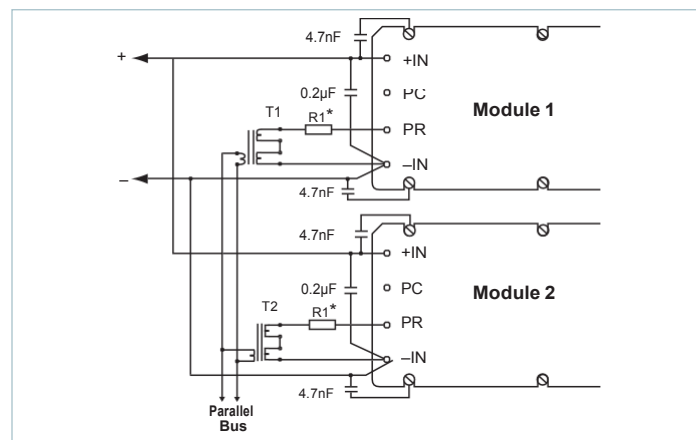 4.7nF
+
+IN
0.2µF
PC
Module 1
T1
R1*
PR
–IN
–
4.7nF
4.7nF
+IN
0.2µF
PC
Module 2
T2
R1*
PR
–IN
4.7nF
Parallel
Bus